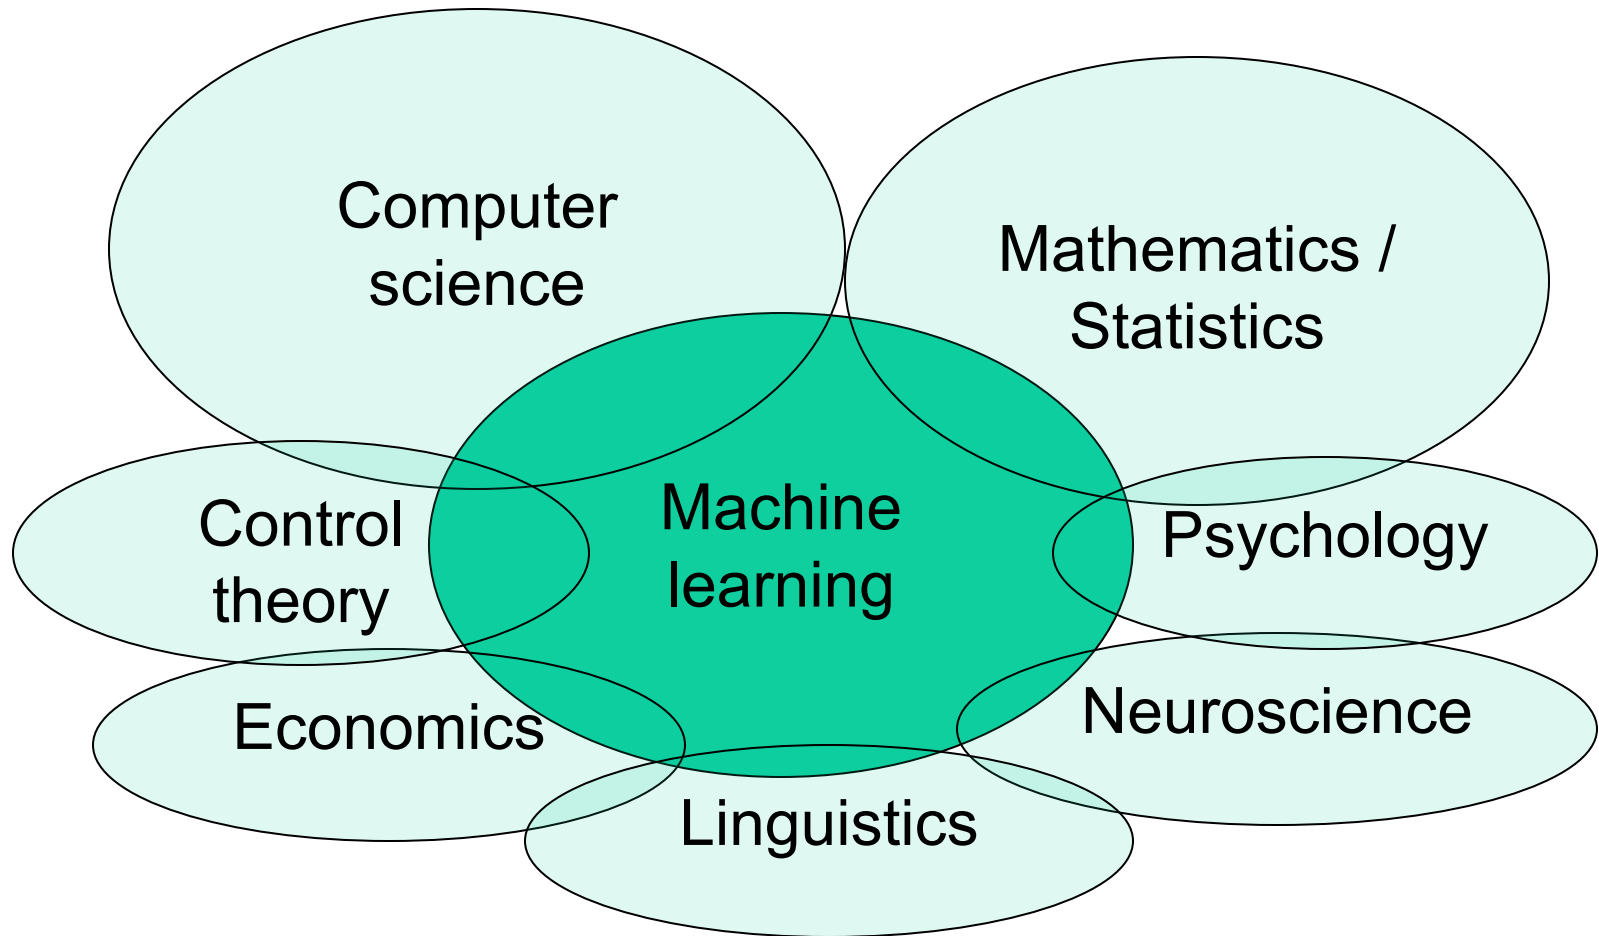 Computer
science
Mathematics /
Statistics
Control
theory
Machine
learning
Psychology
Economics
Neuroscience
Linguistics